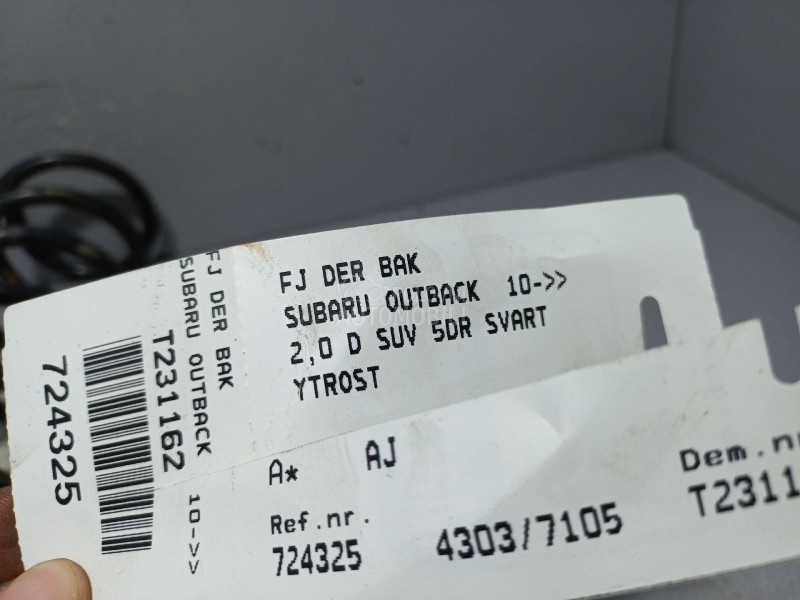 FJ DER BAK
SUBARU OUTBACK 10->>
2,0 D SUV 5DR SVART
YTROST
A* AJ
Ref.nr.
724325
4303/7105
Dem.nr
T2311
FJ DER BAK
SUBARU OUTBACK 10->>
T231162
724325